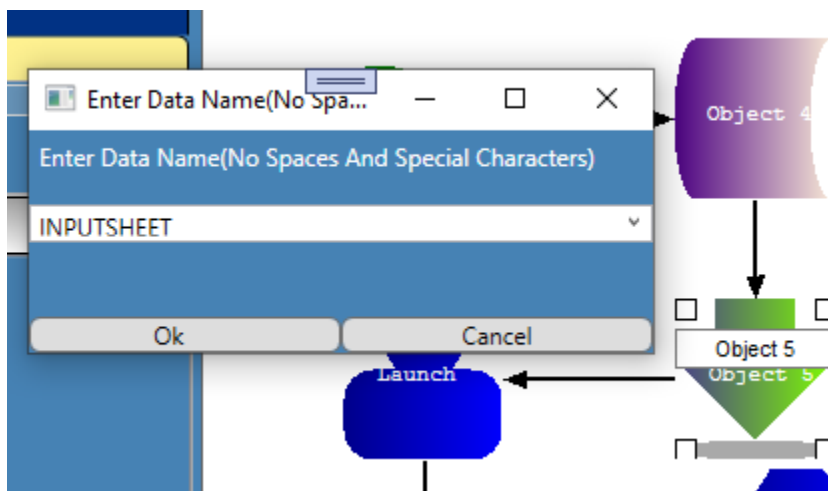 Enter Data Name(No Spa...
Object 4
Enter Data Name(No Spaces And Special Characters)
INPUTSHEET
Ok
Cancel
Object 5
Launch
Object 5